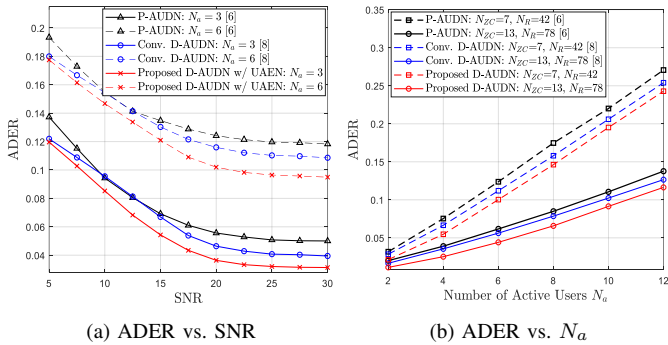 P-AUDN: N_a = 3 [6]
P-AUDN: N_a = 6 [6]
Conv. D-AUDN: N_a = 3 [8]
Conv. D-AUDN: N_a = 6 [8]
Proposed D-AUDN w/ UAEN: N_a = 3
Proposed D-AUDN w/ UAEN: N_a = 6
0.2
0.18
0.16
0.14
0.12
0.1
0.08
0.06
0.04
ADER
5 10 15 20 25 30
SNR
(a) ADER vs. SNR
P-AUDN: N_ZC=7, N_R=42 [6]
P-AUDN: N_ZC=13, N_R=78 [6]
Conv. D-AUDN: N_ZC=7, N_R=42 [8]
Conv. D-AUDN: N_ZC=13, N_R=78 [8]
Proposed D-AUDN: N_ZC=7, N_R=42
Proposed D-AUDN: N_ZC=13, N_R=78
0.35
0.3
0.25
0.2
0.15
0.1
0.05
ADER
2 4 6 8 10 12
Number of Active Users N_a
(b) ADER vs. N_a